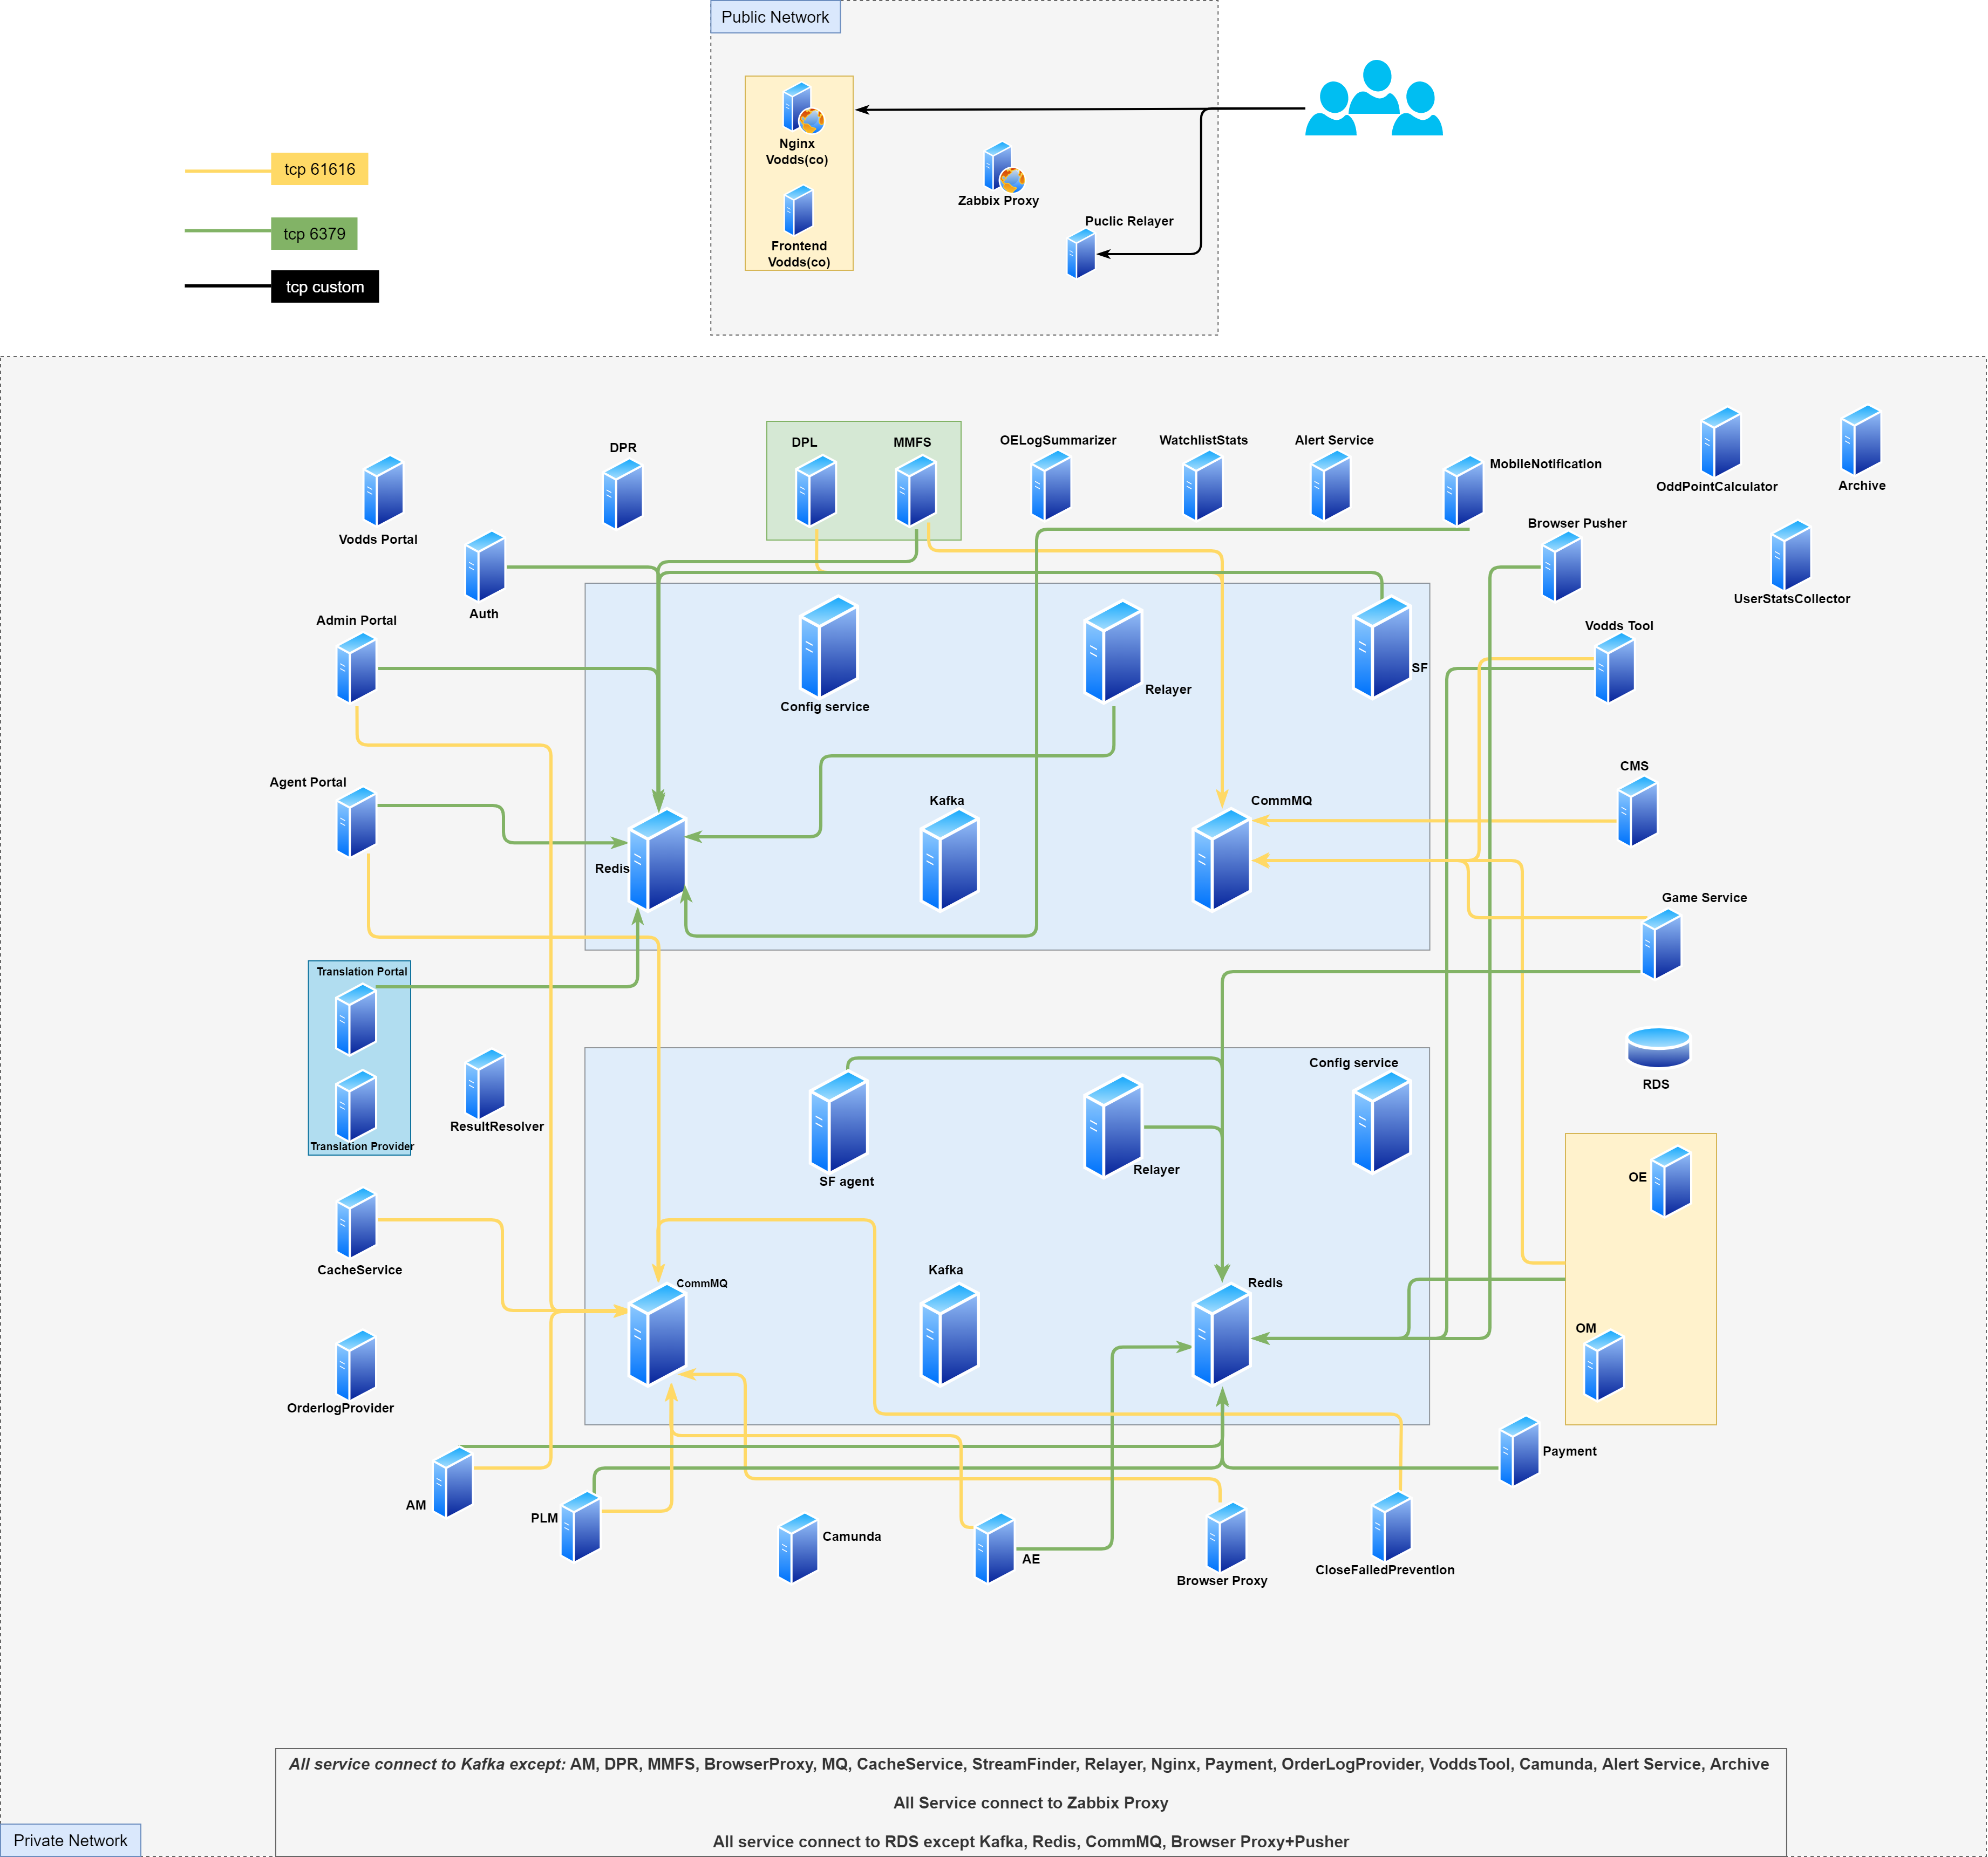 Public Network
Nginx
Vodds(co)
Zabbix Proxy
Frontend
Vodds(co)
Puclic Relayer
tcp 61616
tcp 6379
tcp custom
DPR
DPL
MMFS
OELogSummarizer
WatchlistStats
Alert Service
MobileNotification
OddPointCalculator
Archive
Vodds Portal
Browser Pusher
Auth
UserStatsCollector
Admin Portal
Vodds Tool
Config service
Relayer
SF
Agent Portal
CMS
Kafka
CommMQ
Redis
Game Service
Translation Portal
Translation Provider
ResultResolver
RDS
Config service
SF agent
Relayer
OE
CacheService
CommMQ
Kafka
Redis
OM
OrderlogProvider
Payment
AM
PLM
Camunda
AE
Browser Proxy
CloseFailedPrevention
All service connect to Kafka except: AM, DPR, MMFS, BrowserProxy, MQ, CacheService, StreamFinder, Relayer, Nginx, Payment, OrderLogProvider, VoddsTool, Camunda, Alert Service, Archive
All Service connect to Zabbix Proxy
All service connect to RDS except Kafka, Redis, CommMQ, Browser Proxy+Pusher
Private Network